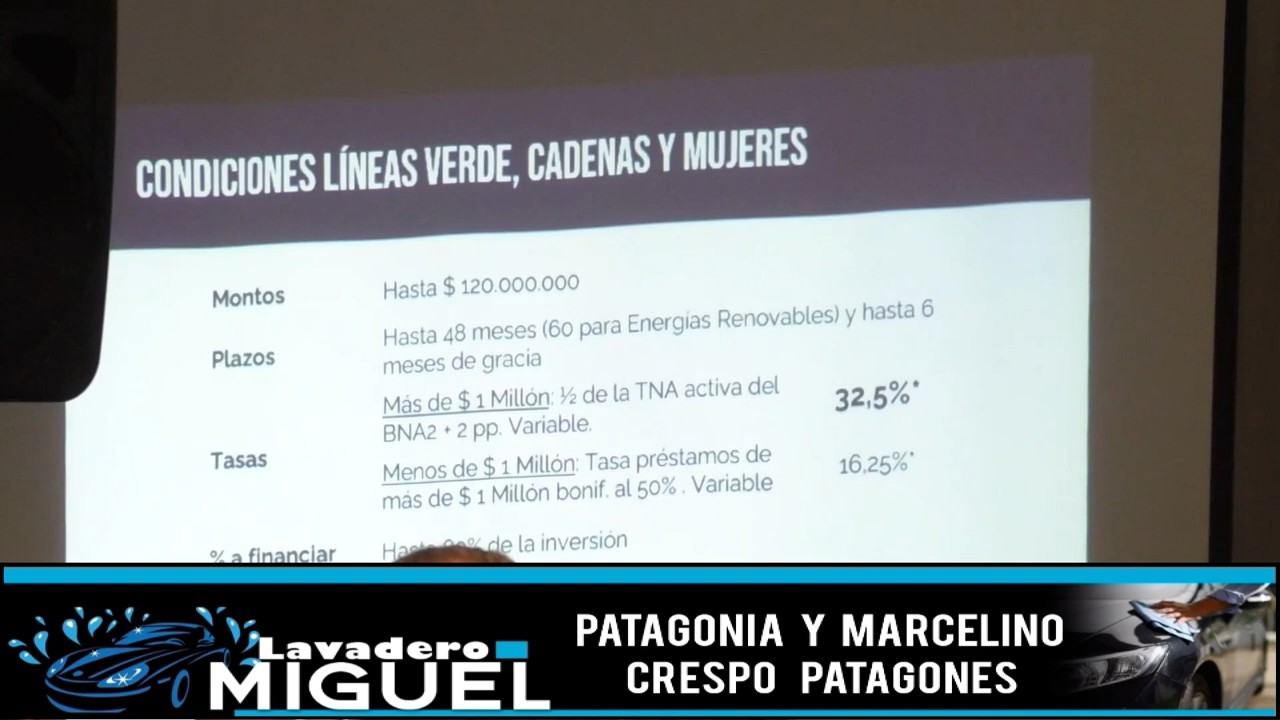 CONDICIONES LÍNEAS VERDE, CADENAS Y MUJERES
Montos
Hasta $ 120.000.000
Plazos
Hasta 48 meses (60 para Energías Renovables) y hasta 6
meses de gracia
Tasas
Más de $ 1 Millón: ½ de la TNA activa del
BNA2 + 2 pp. Variable.
32,5%*
Menos de $ 1 Millón: Tasa préstamos de
más de $ 1 Millón bonif. al 50% . Variable
16,25%*
% a financiar
de la inversión
Lavadero
MIGUEL
PATAGONIA Y MARCELINO
CRESPO PATAGONES